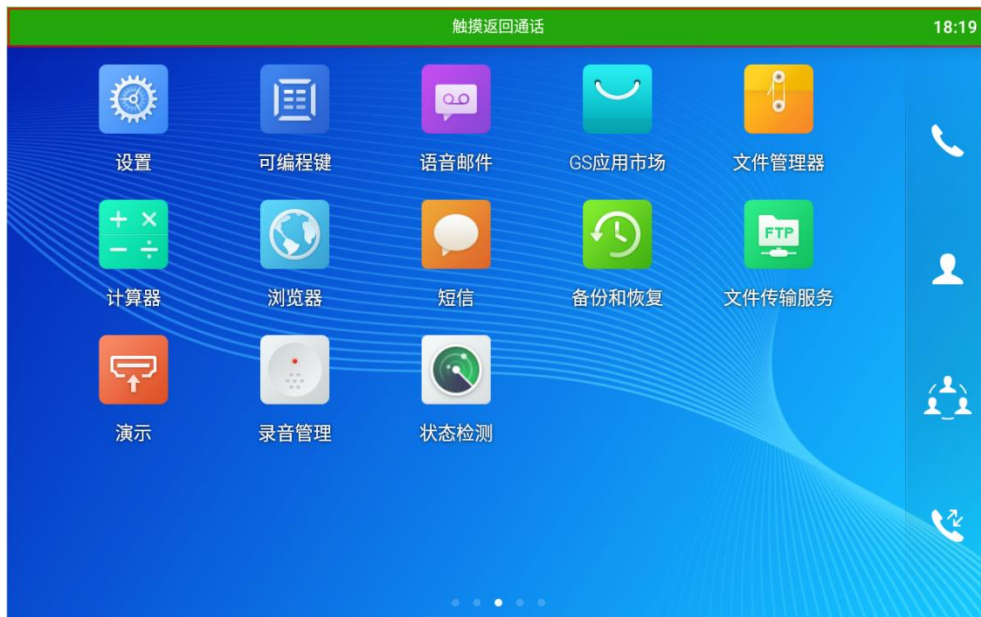 触摸返回通话 18:19
设置 可编程键 语音邮件 GS应用市场 文件管理器
FTP
计算器 浏览器 短信 备份和恢复 文件传输服务
演示 录音管理 状态检测